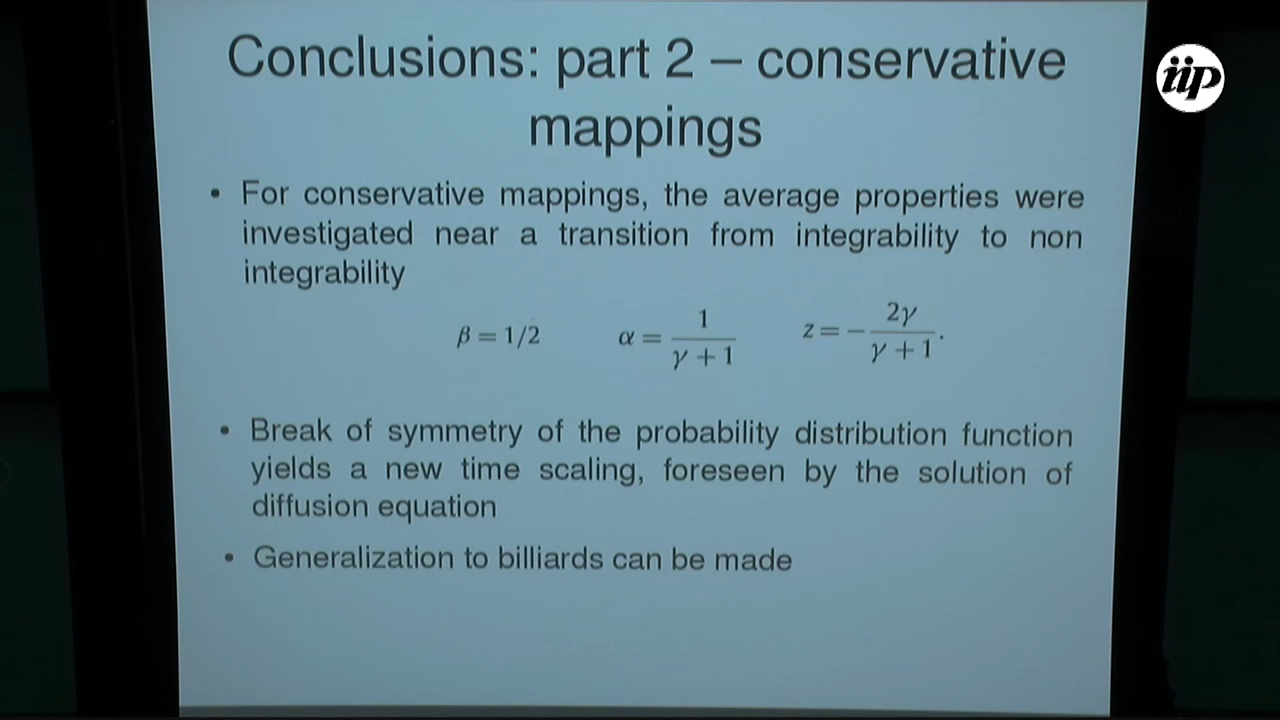 Conclusions: part 2 – conservative
mappings
iip
• For conservative mappings, the average properties were
investigated near a transition from integrability to non
integrability
β = 1/2 α = 1/(γ + 1) z = − 2γ/(γ + 1).
• Break of symmetry of the probability distribution function
yields a new time scaling, foreseen by the solution of
diffusion equation
• Generalization to billiards can be made